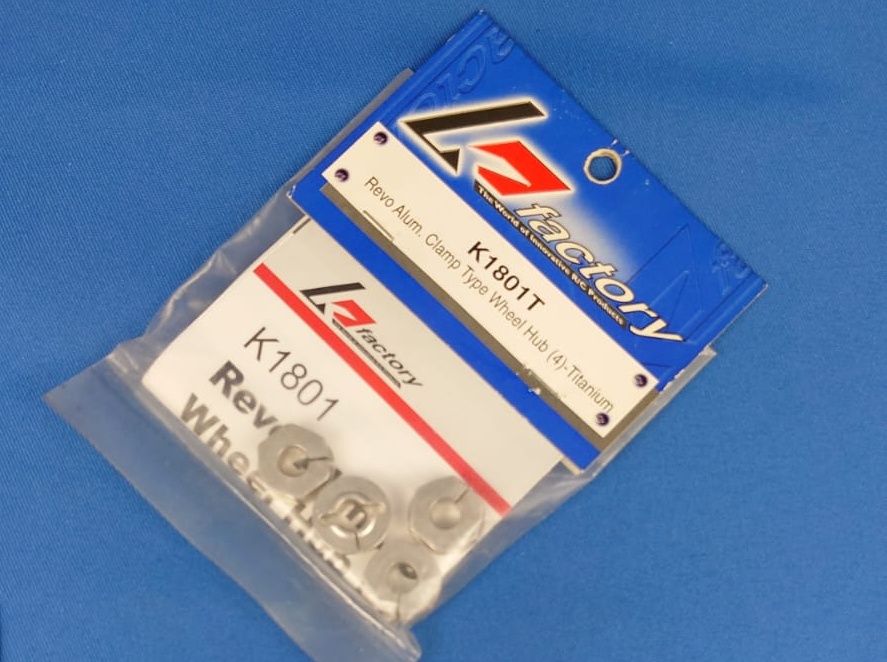 factory
The World of Innovative R/C Products
K1801T
Revo Alum. Clamp Type Wheel Hub (4)-Titanium
factory
K1801
Revo
Wheel Hub